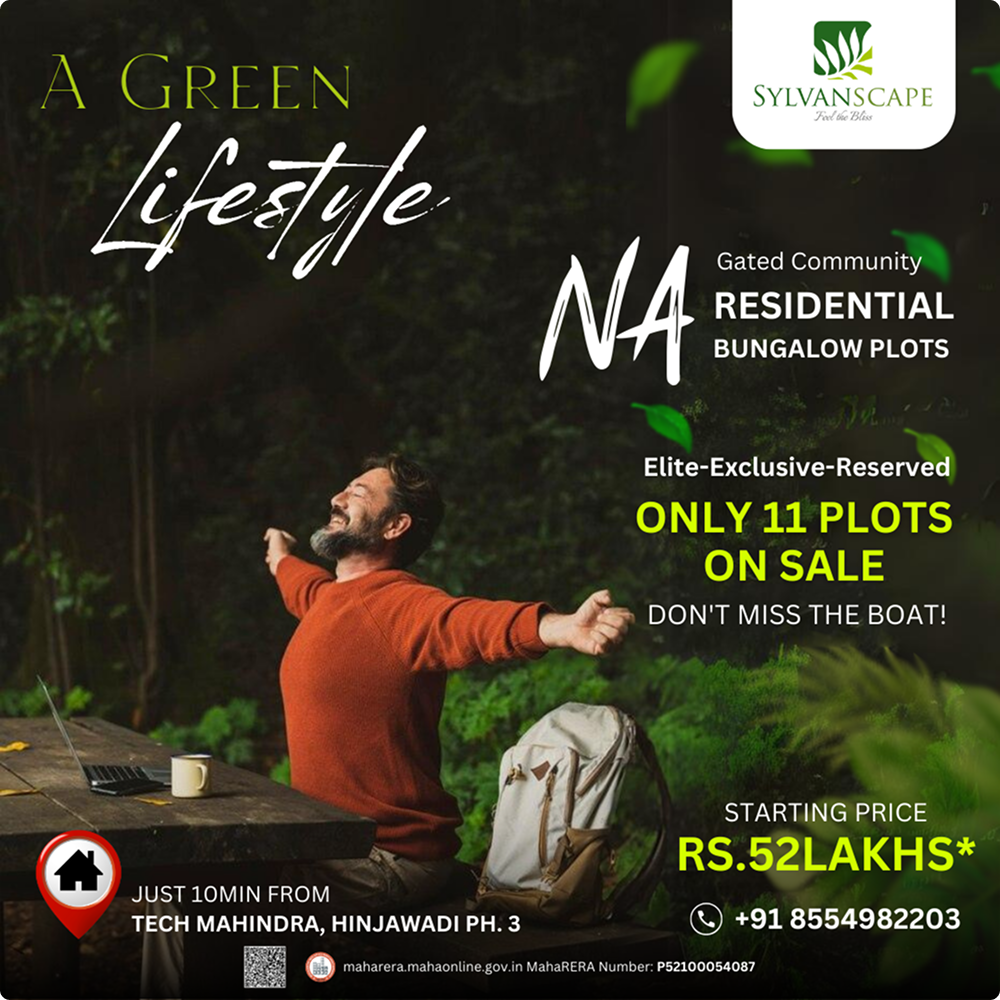 A GREEN
Lifestyle
SYLVANSCAPE
Feel the Bliss
NA
Gated Community
RESIDENTIAL
BUNGALOW PLOTS
Elite-Exclusive-Reserved
ONLY 11 PLOTS
ON SALE
DON'T MISS THE BOAT!
STARTING PRICE
RS.52LAKHS*
+91 8554982203
JUST 10MIN FROM
TECH MAHINDRA, HINJAWADI PH. 3
maharera.mahaonline.gov.in MahaRERA Number: P52100054087